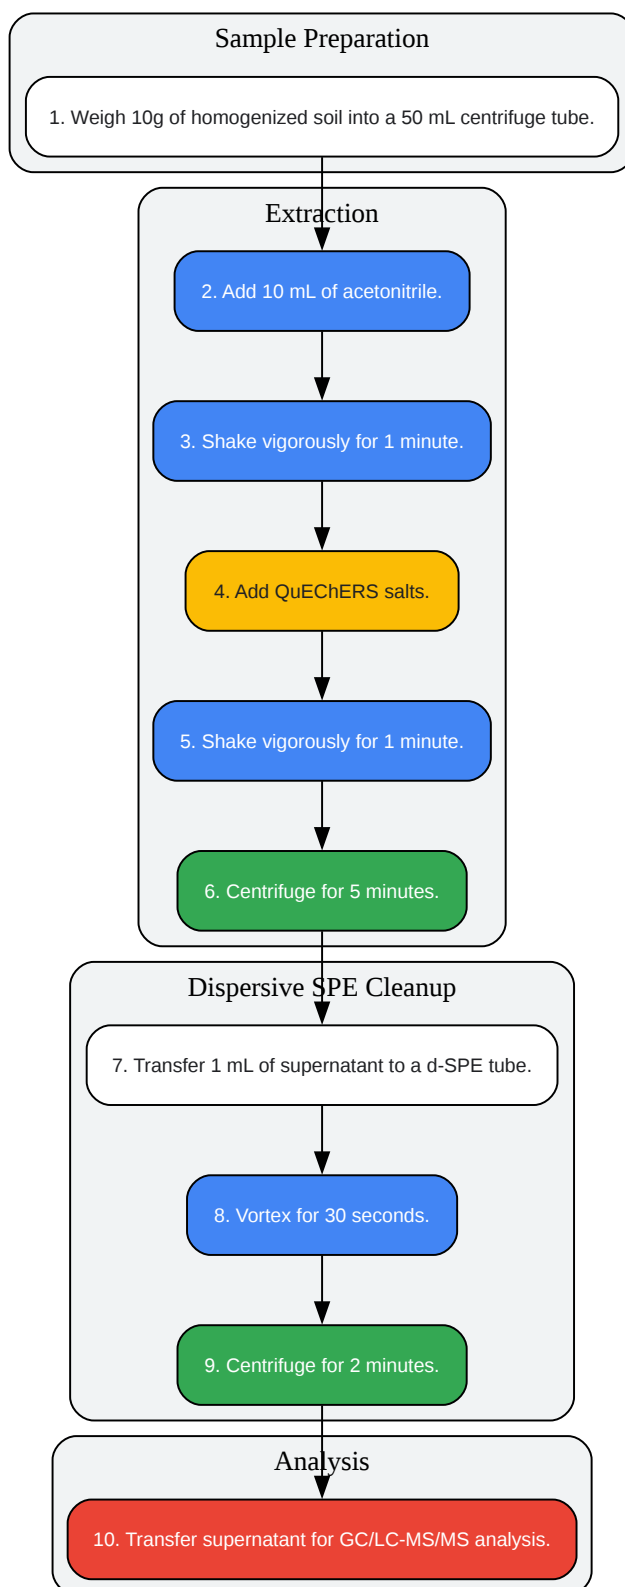 Sample Preparation
1. Weigh 10g of homogenized soil into a 50 mL centrifuge tube.
Extraction
2. Add 10 mL of acetonitrile.
3. Shake vigorously for 1 minute.
4. Add QuEChERS salts.
5. Shake vigorously for 1 minute.
6. Centrifuge for 5 minutes.
Dispersive SPE Cleanup
7. Transfer 1 mL of supernatant to a d-SPE tube.
8. Vortex for 30 seconds.
9. Centrifuge for 2 minutes.
Analysis
10. Transfer supernatant for GC/LC-MS/MS analysis.